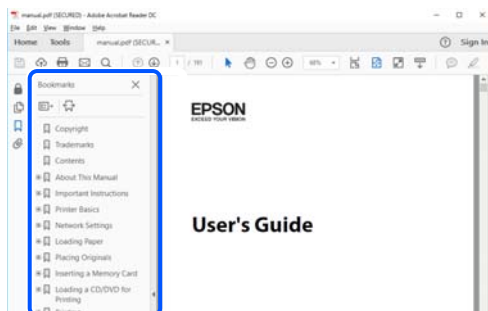 manual.pdf (SECURED) - Adobe Acrobat Reader DC
File Edit View Window Help
Home Tools manual.pdf (SECUR... ×
Sign In
1 / 191
Bookmarks
EPSON
EXCEED YOUR VISION
Copyright
Trademarks
Contents
About This Manual
Important Instructions
Printer Basics
Network Settings
User's Guide
Loading Paper
Placing Originals
Inserting a Memory Card
Loading a CD/DVD for
Printing